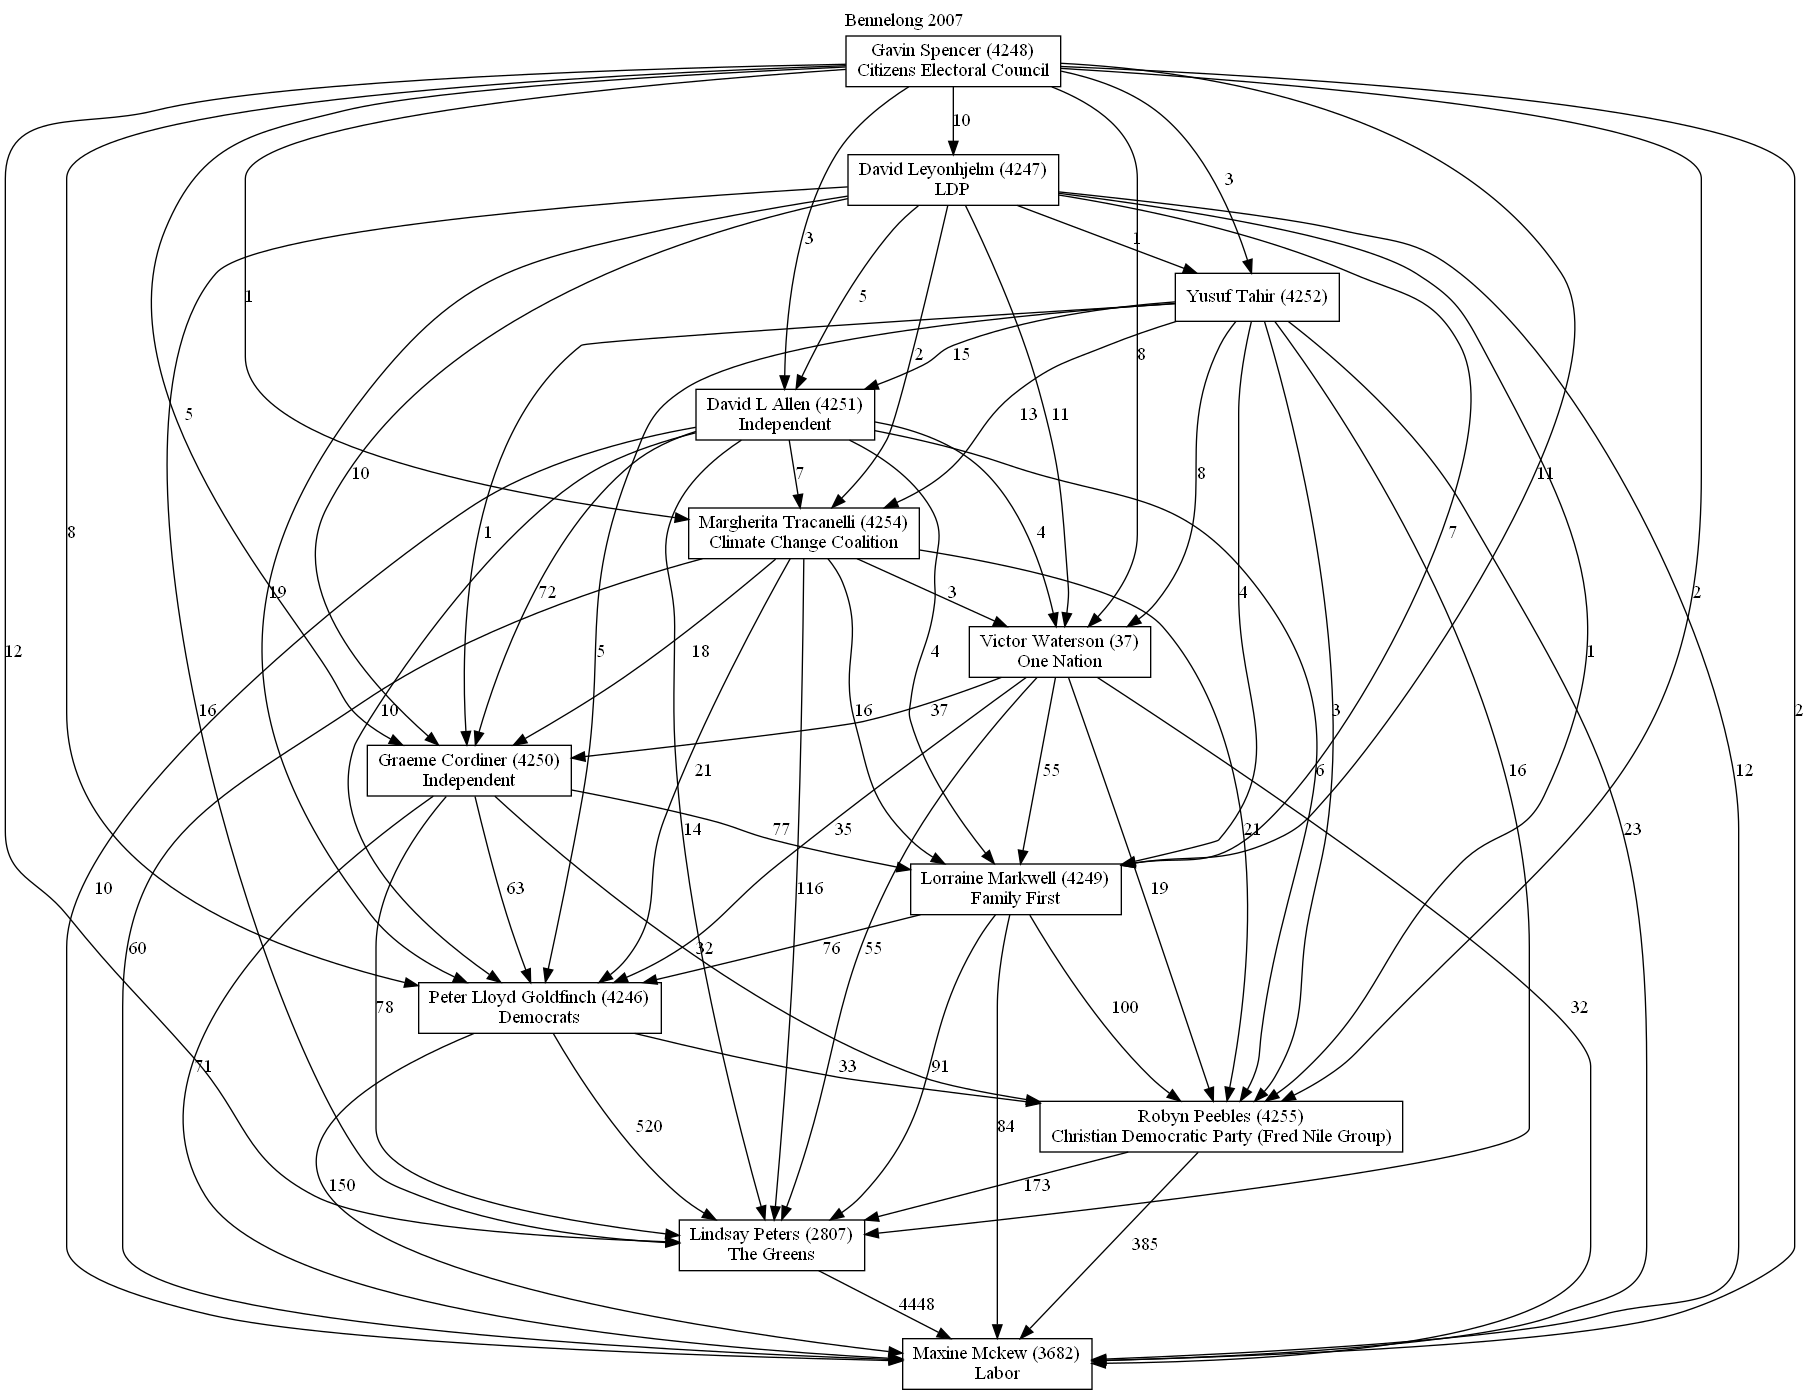 Bennelong 2007
Gavin Spencer (4248)
Citizens Electoral Council
10
David Leyonhjelm (4247)
LDP
3
3
1
Yusuf Tahir (4252)
1
5
2
15
8
David L Allen (4251)
Independent
5
13
11
10
7
8
11
Margherita Tracanelli (4254)
Climate Change Coalition
8
1
4
7
19
72
3
4
2
Victor Waterson (37)
One Nation
12
5
18
4
16
10
16
37
3
2
Graeme Cordiner (4250)
Independent
21
55
6
16
12
77
14
35
21
23
Lorraine Markwell (4249)
Family First
10
116
19
60
63
32
76
55
Peter Lloyd Goldfinch (4246)
Democrats
78
100
32
71
33
91
Robyn Peebles (4255)
Christian Democratic Party (Fred Nile Group)
520
84
150
173
Lindsay Peters (2807)
The Greens
385
4448
Maxine Mckew (3682)
Labor